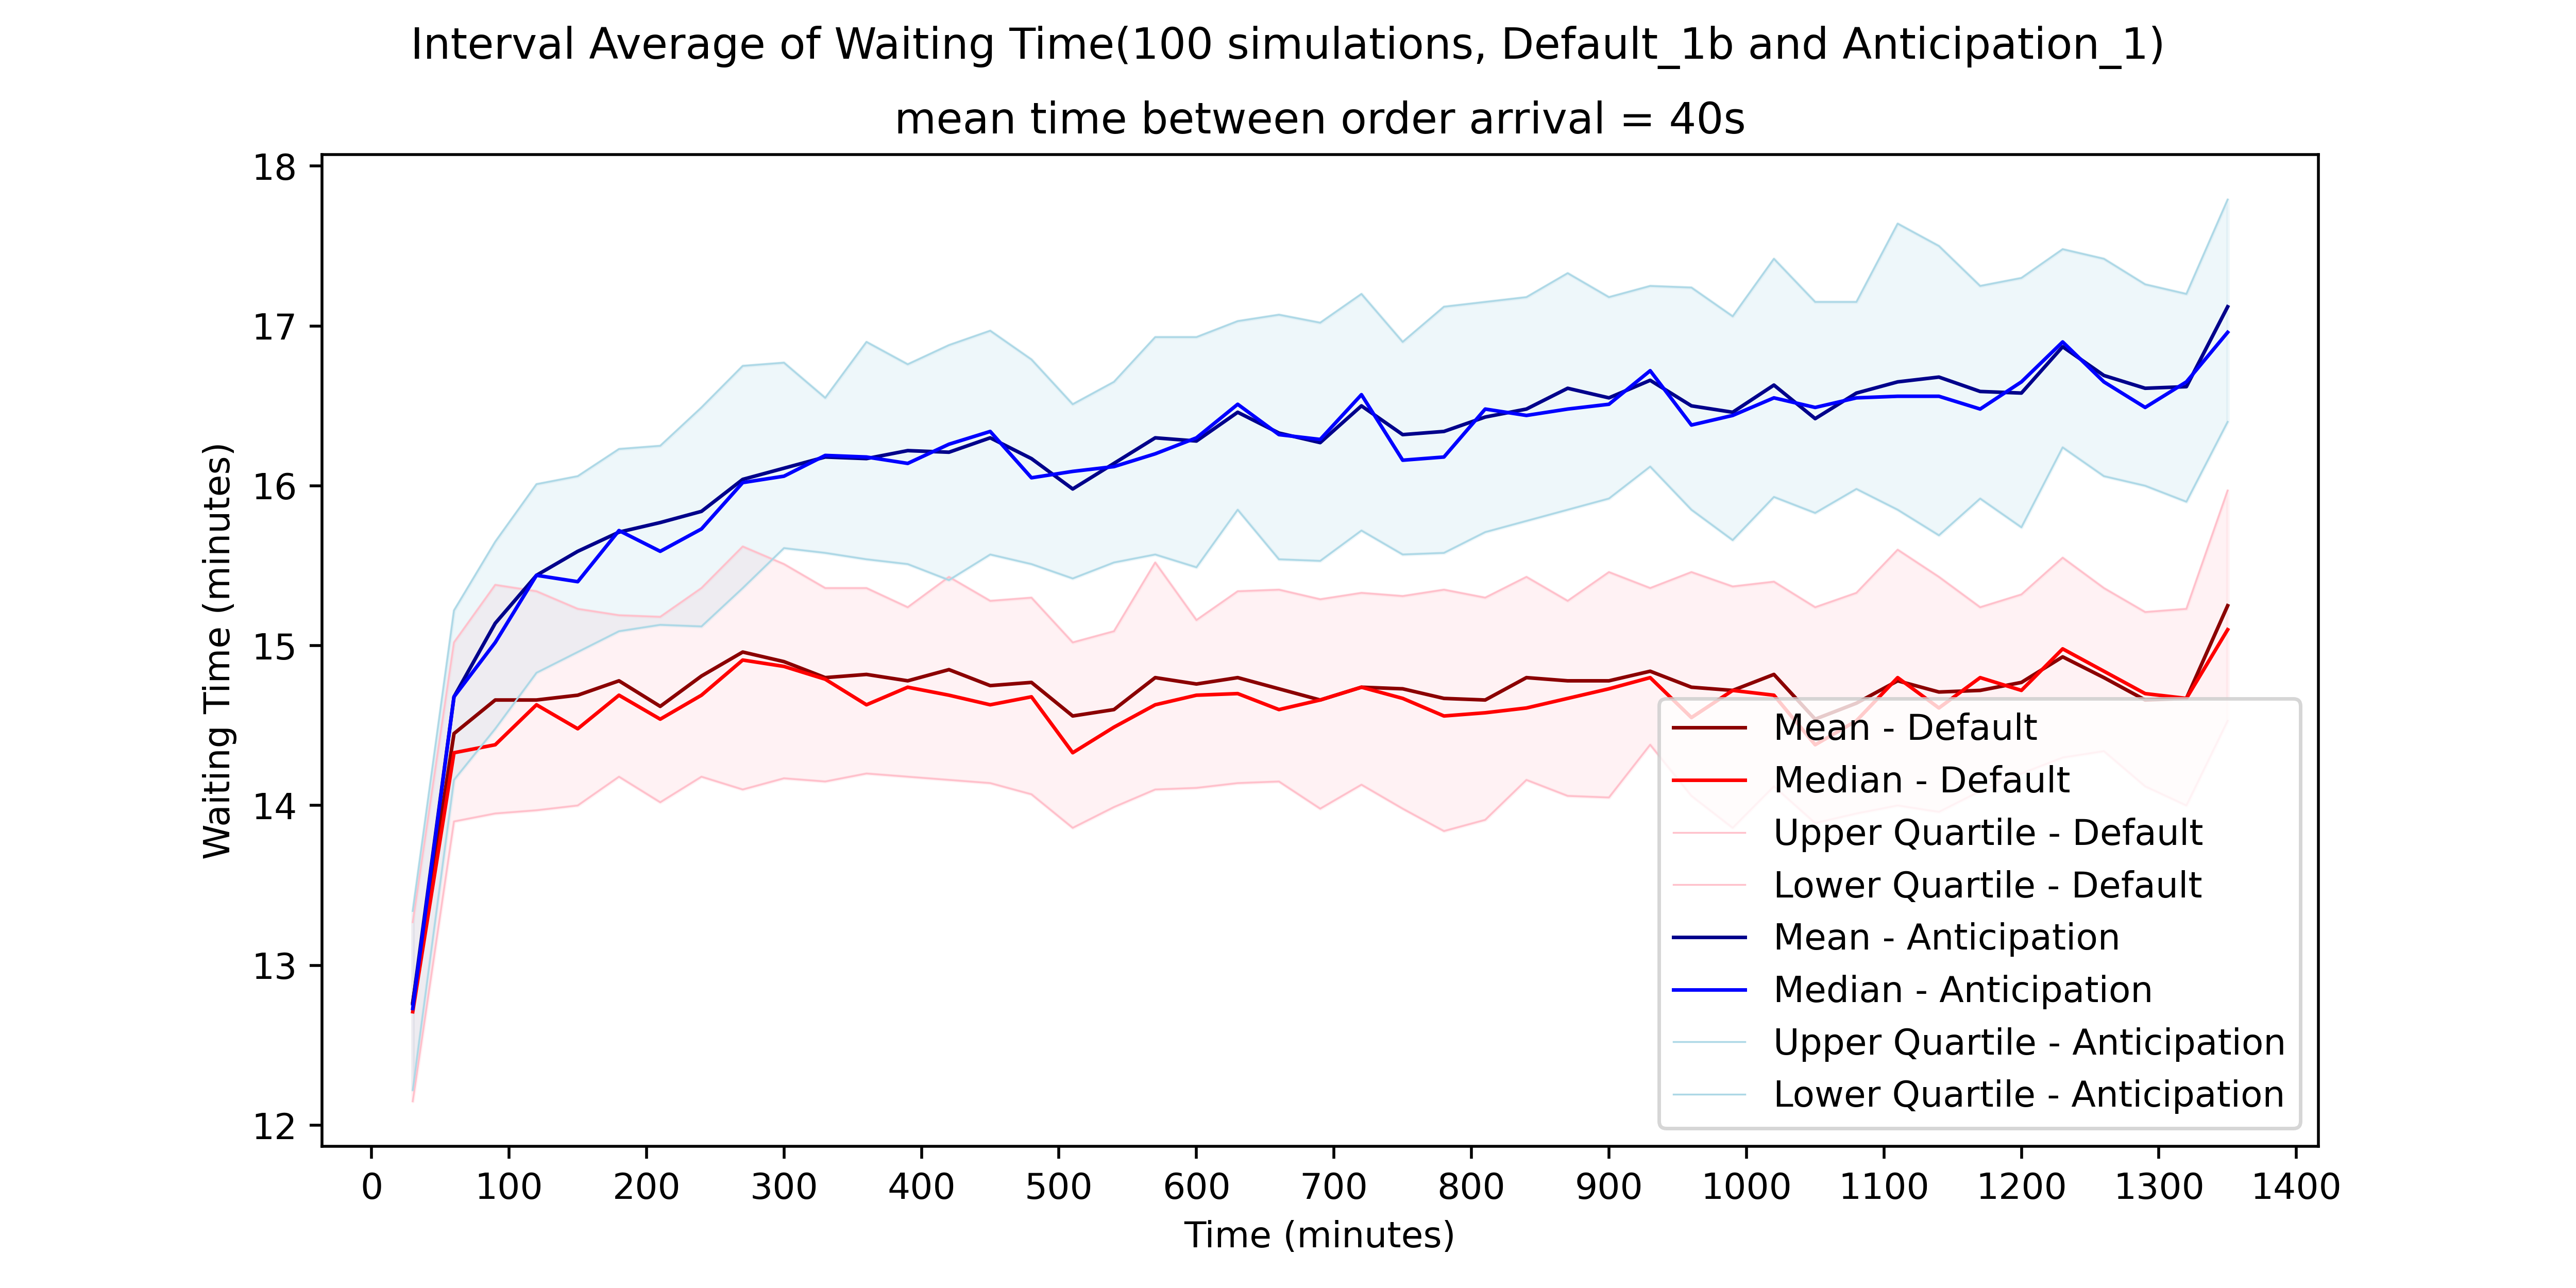 Interval Average of Waiting Time(100 simulations, Default_1b and Anticipation_1)
mean time between order arrival = 40s
18
17
16
15
14
13
12
Waiting Time (minutes)
Mean - Default
Median - Default
Upper Quartile - Default
Lower Quartile - Default
Mean - Anticipation
Median - Anticipation
Upper Quartile - Anticipation
Lower Quartile - Anticipation
0 100 200 300 400 500 600 700 800 900 1000 1100 1200 1300 1400
Time (minutes)